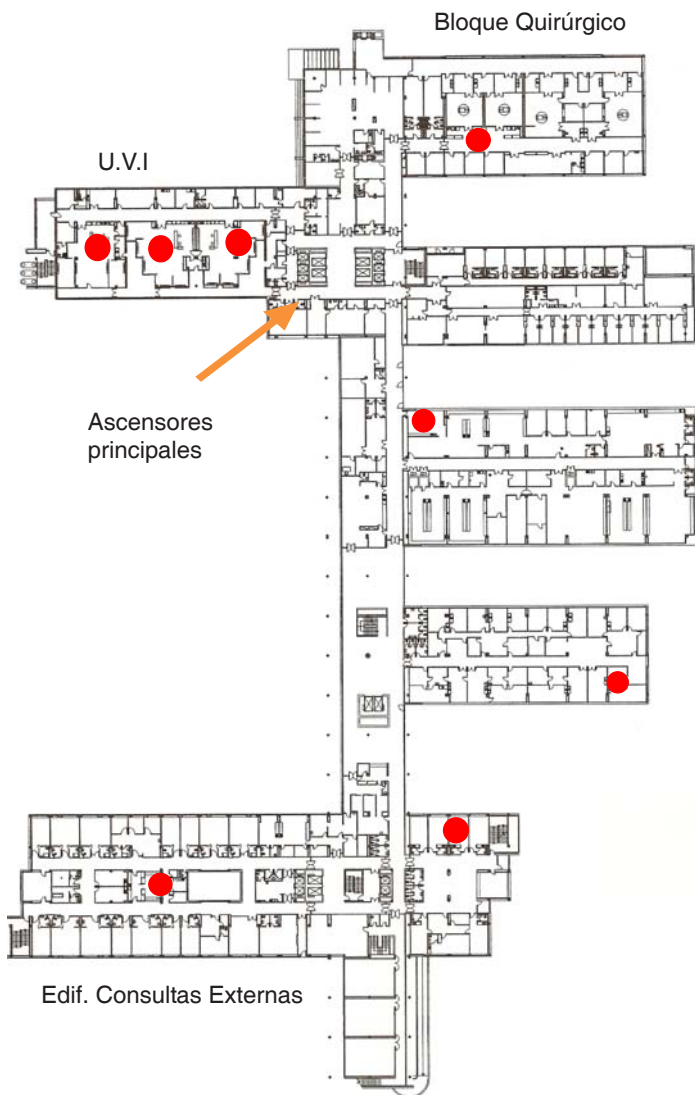 Bloque Quirúrgico
U.V.I
Ascensores
principales
Edif. Consultas Externas